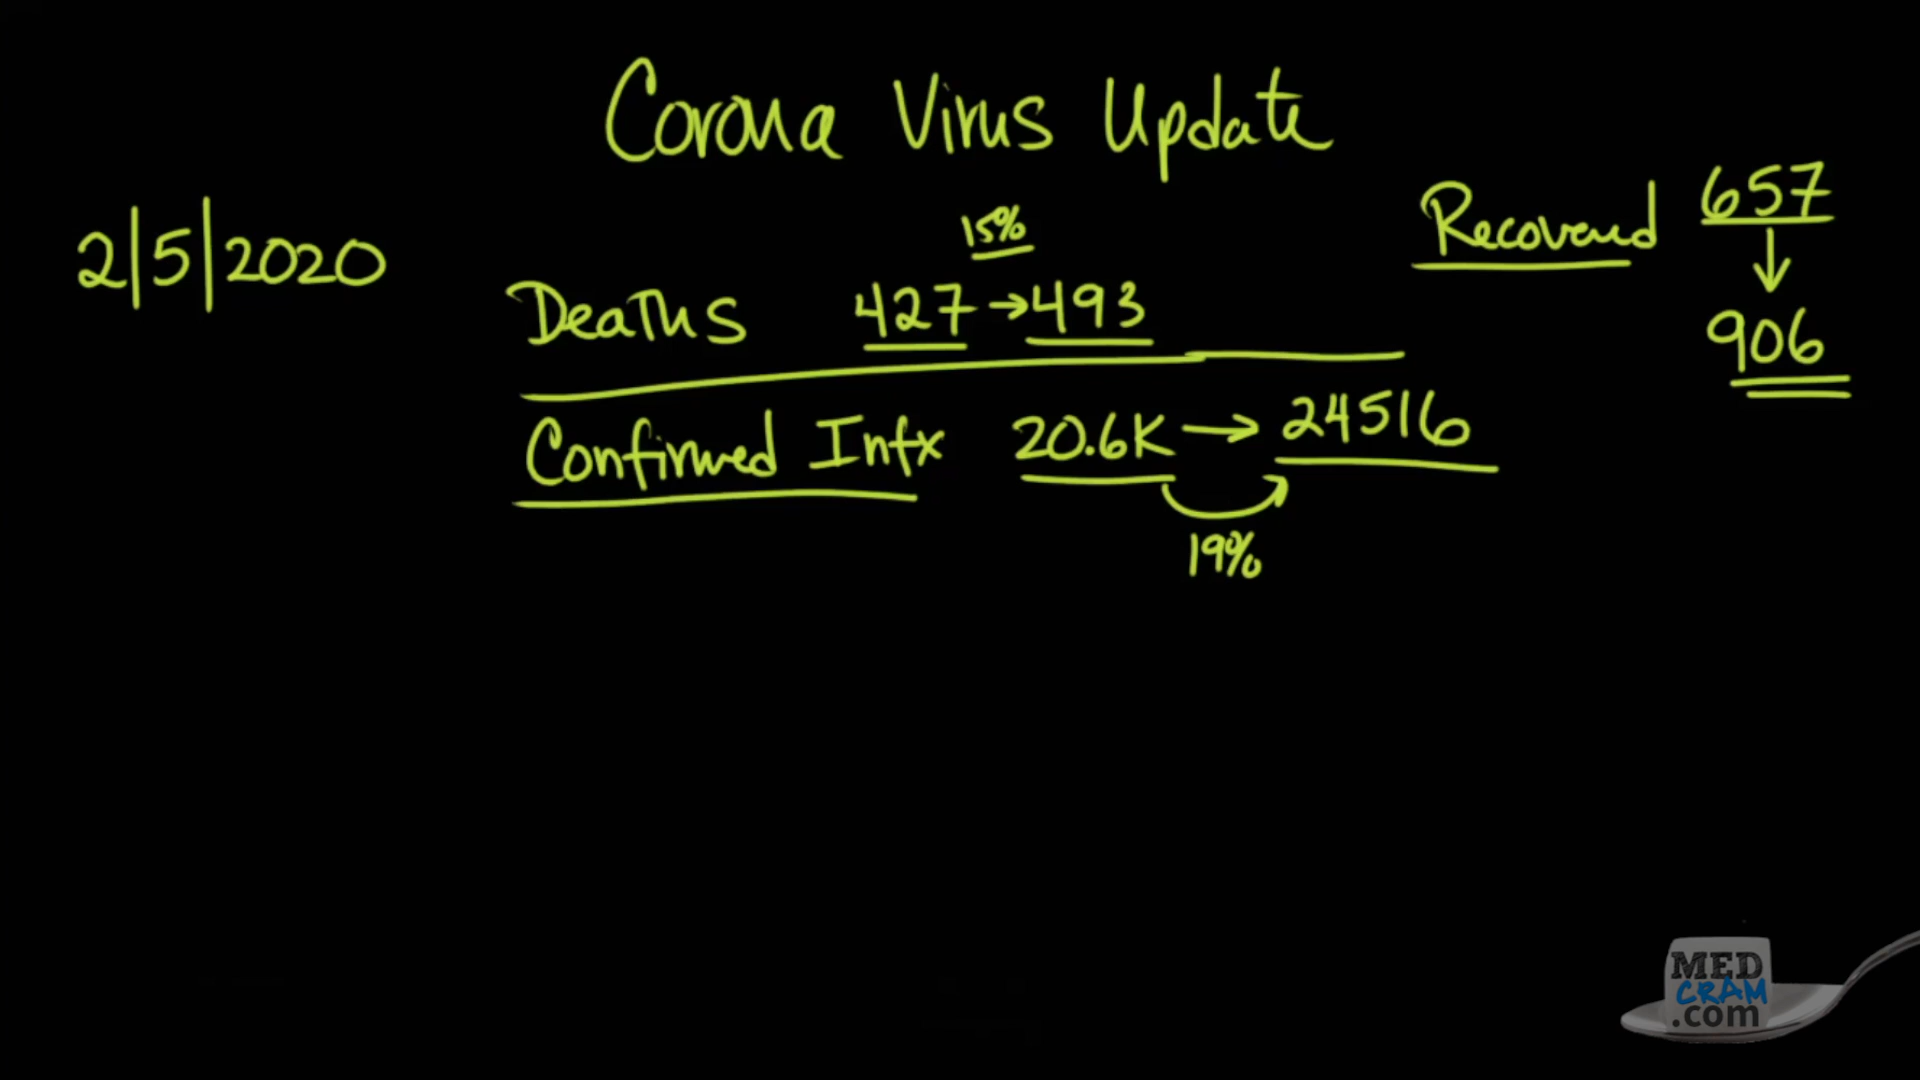 Corona Virus Update
2|5|2020
15%
Deaths 427 → 493
Confirmed Infx 20.6K → 24516
19%
Recovered 657
↓
906
MED
CRAM
.com